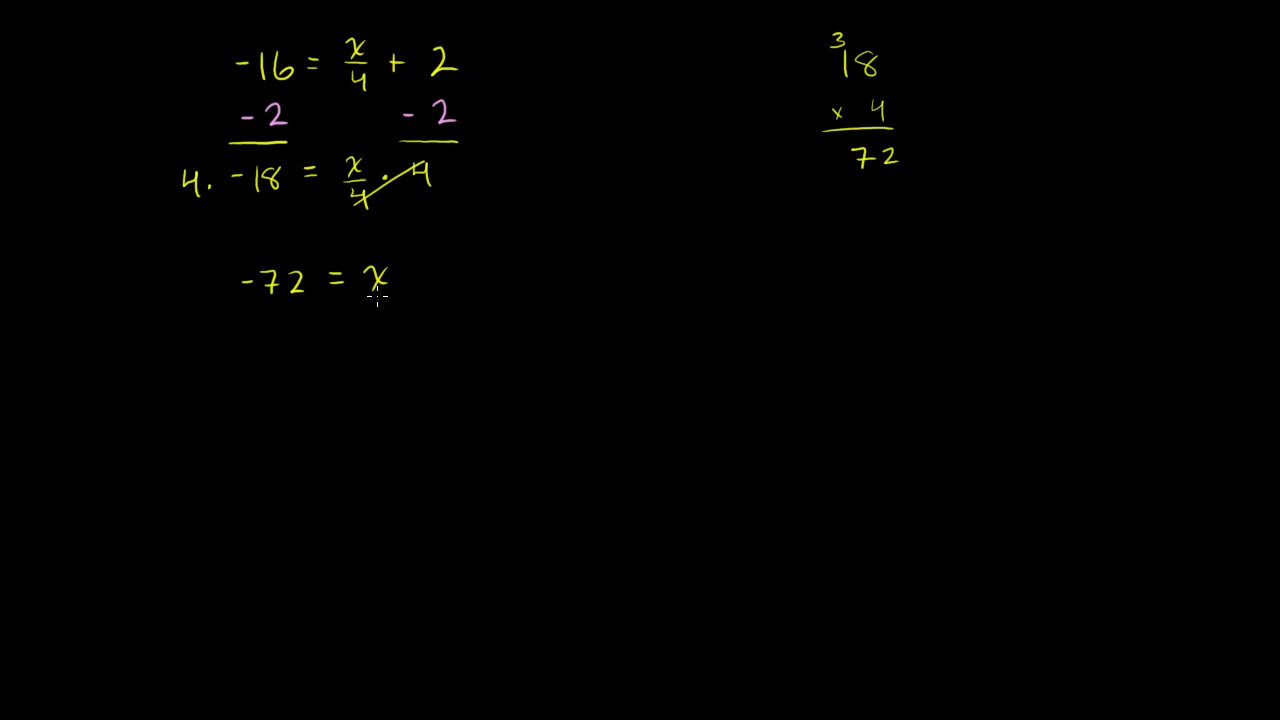 -16 = x/4 + 2
-2 -2
4 · -18 = x/4 · 4
-72 = x
3
18
x 4
72